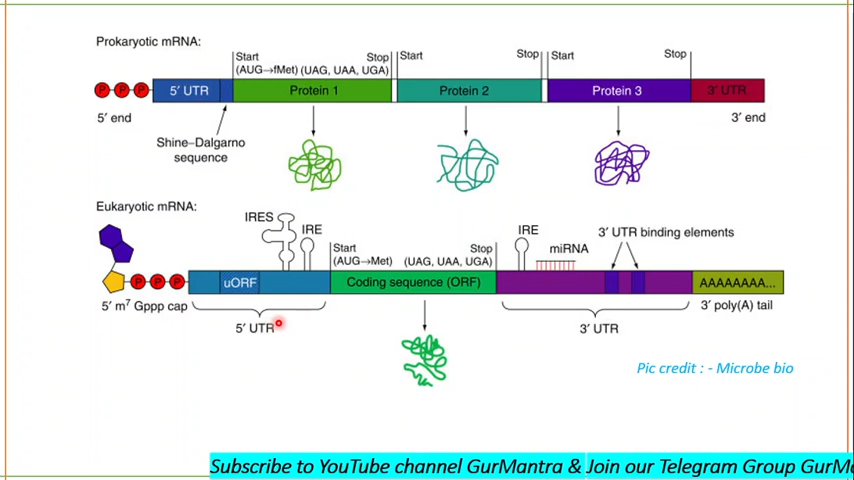 Prokaryotic mRNA:
Start Stop Start Stop Start Stop
(AUG→fMet) (UAG, UAA, UGA)
P P P 5′ UTR Protein 1 Protein 2 Protein 3 3′ UTR
5′ end 3′ end
Shine–Dalgarno
sequence
Eukaryotic mRNA:
IRES
IRE IRE 3′ UTR binding elements
Start Stop miRNA
(AUG→Met) (UAG, UAA, UGA)
P P P uORF Coding sequence (ORF) AAAAAAAA...
5′ m⁷ Gppp cap 3′ poly(A) tail
5′ UTR 3′ UTR
Pic credit : - Microbe bio
Subscribe to YouTube channel GurMantra & Join our Telegram Group GurMa